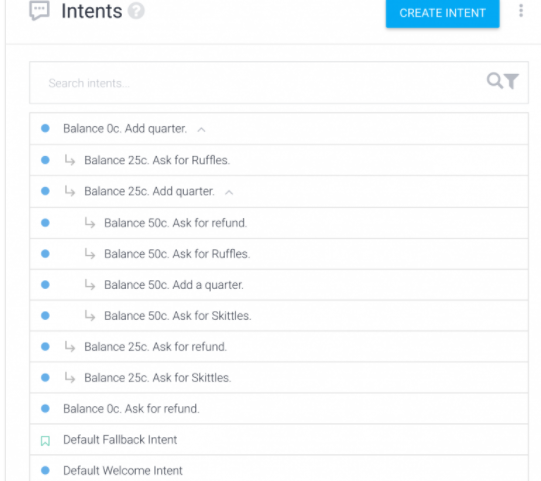 Intents
CREATE INTENT
Search intents...
Balance 0c. Add quarter.
Balance 25c. Ask for Ruffles.
Balance 25c. Add quarter.
Balance 50c. Ask for refund.
Balance 50c. Ask for Ruffles.
Balance 50c. Add a quarter.
Balance 50c. Ask for Skittles.
Balance 25c. Ask for refund.
Balance 25c. Ask for Skittles.
Balance 0c. Ask for refund.
Default Fallback Intent
Default Welcome Intent